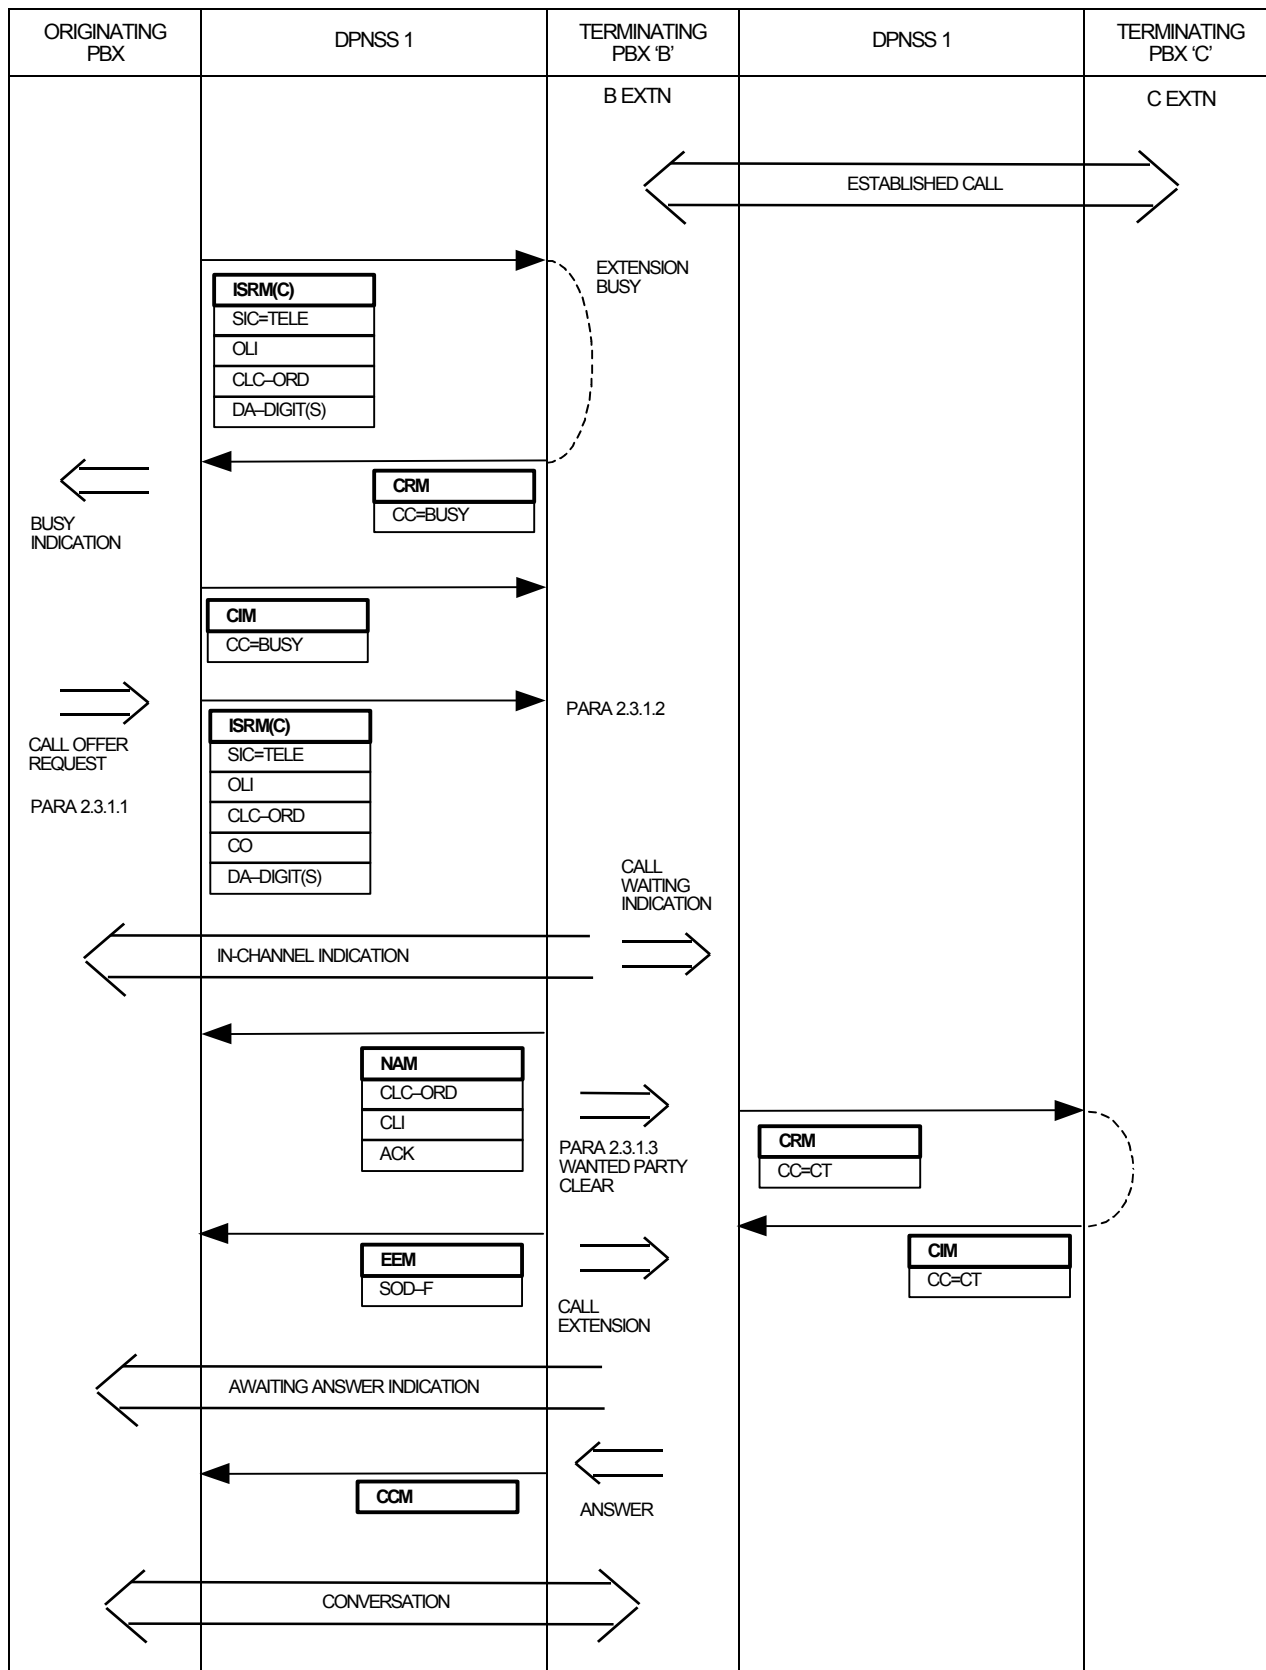 ORIGINATING
PBX
DPNSS 1
TERMINATING
PBX ‘B’
DPNSS 1
TERMINATING
PBX ‘C’
B EXTN
C EXTN
ESTABLISHED CALL
EXTENSION
BUSY
ISRM(C)
SIC=TELE
OLI
CLC–ORD
DA–DIGIT(S)
CRM
CC=BUSY
BUSY
INDICATION
CIM
CC=BUSY
CALL OFFER
REQUEST
PARA 2.3.1.1
PARA 2.3.1.2
ISRM(C)
SIC=TELE
OLI
CLC–ORD
CO
DA–DIGIT(S)
CALL
WAITING
INDICATION
IN-CHANNEL INDICATION
NAM
CLC–ORD
CLI
ACK
PARA 2.3.1.3
WANTED PARTY
CLEAR
CRM
CC=CT
EEM
SOD–F
CALL
EXTENSION
CIM
CC=CT
AWAITING ANSWER INDICATION
CCM
ANSWER
CONVERSATION